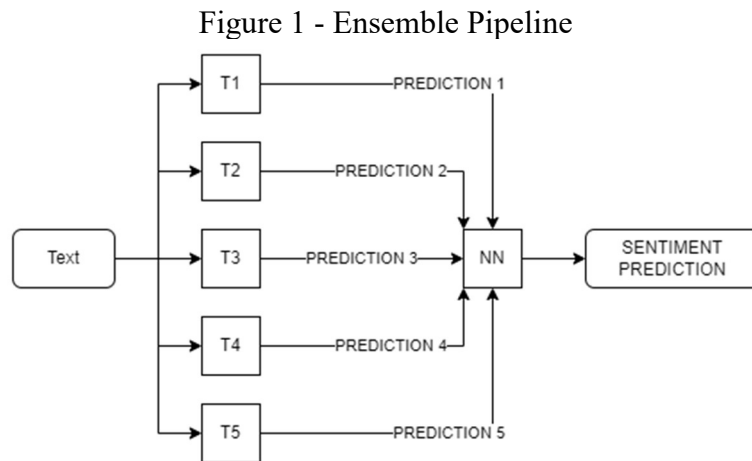 Figure 1 - Ensemble Pipeline
T1
PREDICTION 1
T2
PREDICTION 2
Text
T3
PREDICTION 3
NN
SENTIMENT
PREDICTION
T4
PREDICTION 4
T5
PREDICTION 5